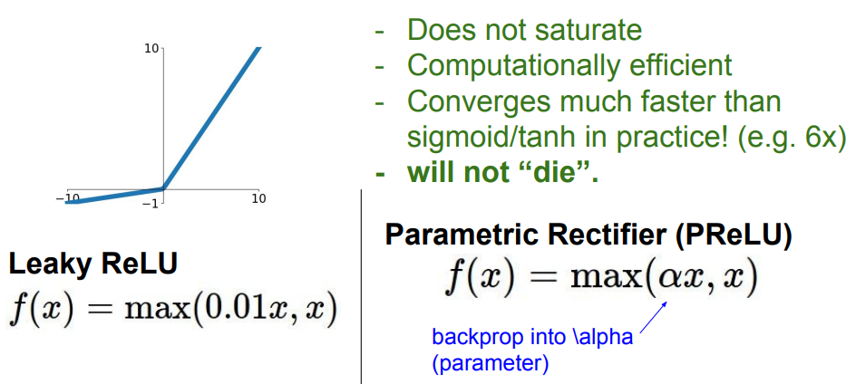 10
-10
-1
10
- Does not saturate
- Computationally efficient
- Converges much faster than
sigmoid/tanh in practice! (e.g. 6x)
- will not “die”.
Leaky ReLU
f(x) = max(0.01x, x)
Parametric Rectifier (PReLU)
f(x) = max(αx, x)
backprop into \alpha
(parameter)